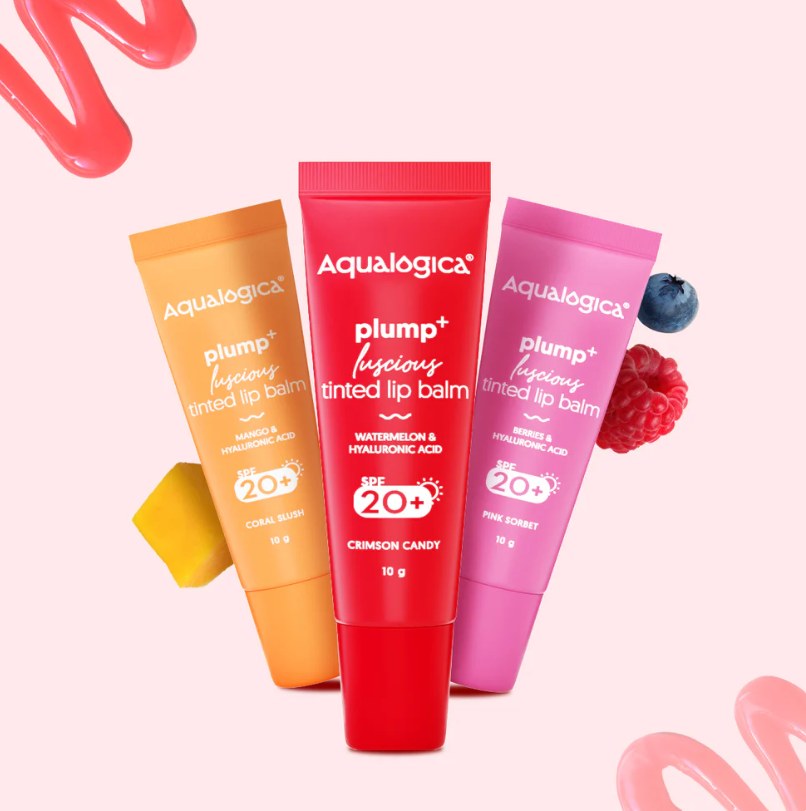 Aqualogica®
plump+
luscious
tinted lip balm
MANGO &
HYALURONIC ACID
SPF
20+
CORAL SLUSH
10 g
Aqualogica®
plump+
luscious
tinted lip balm
WATERMELON &
HYALURONIC ACID
SPF
20+
CRIMSON CANDY
10 g
Aqualogica®
plump+
luscious
tinted lip balm
BERRIES &
HYALURONIC ACID
SPF
20+
PINK SORBET
10 g